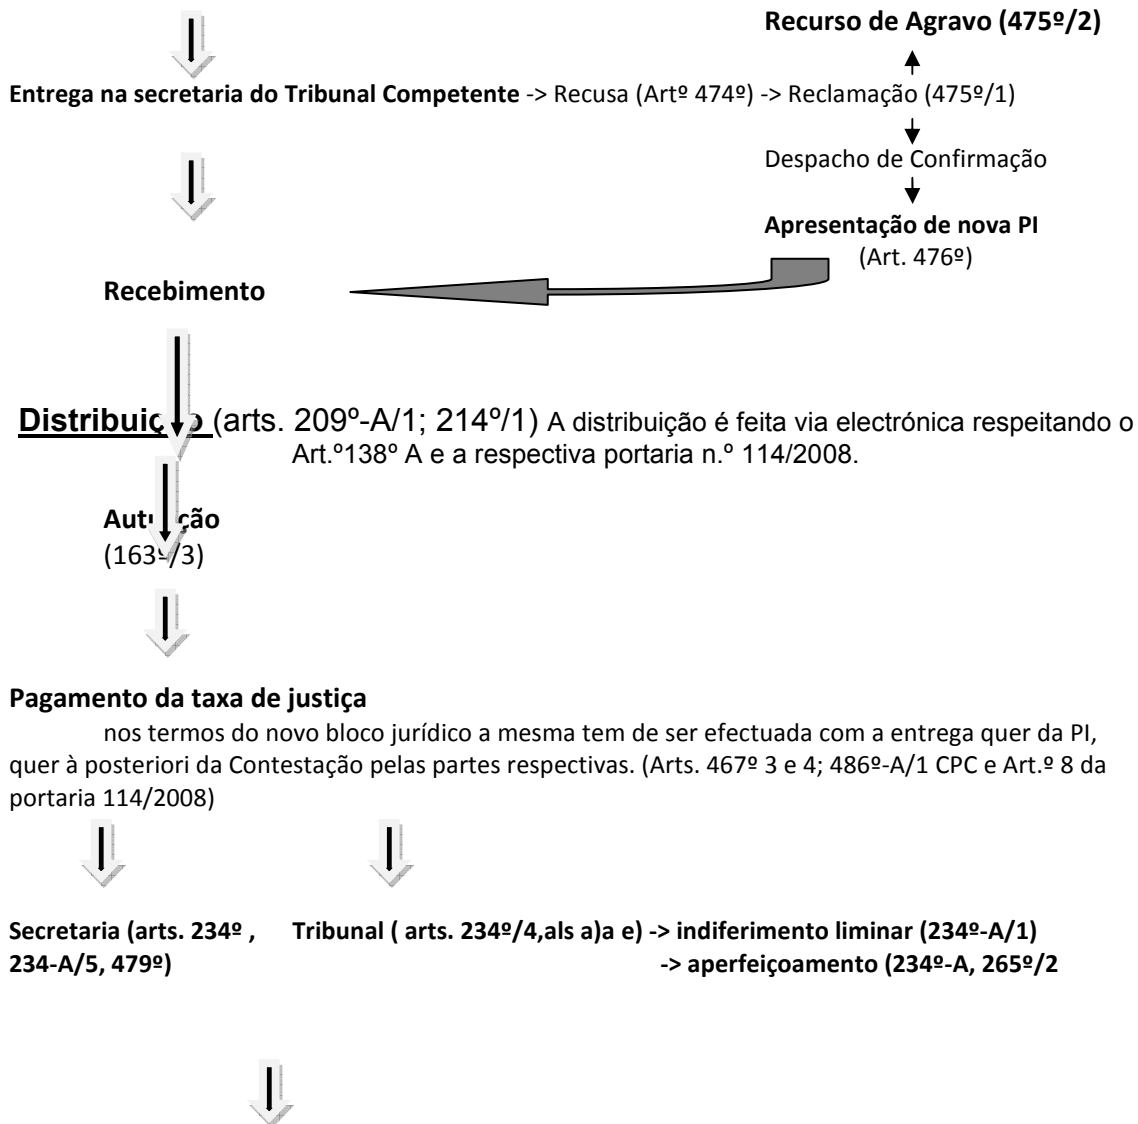 Recurso de Agravo (475º/2)
Entrega na secretaria do Tribunal Competente -> Recusa (Artº 474º) -> Reclamação (475º/1)
Despacho de Confirmação
Apresentação de nova PI
(Art. 476º)
Recebimento
Distribuição (arts. 209º-A/1; 214º/1) A distribuição é feita via electrónica respeitando o
Art.º138º A e a respectiva portaria n.º 114/2008.
Autuação
(163º/3)
Pagamento da taxa de justiça
nos termos do novo bloco jurídico a mesma tem de ser efectuada com a entrega quer da PI,
quer à posteriori da Contestação pelas partes respectivas. (Arts. 467º 3 e 4; 486º-A/1 CPC e Art.º 8 da
portaria 114/2008)
Secretaria (arts. 234º , Tribunal ( arts. 234º/4,als a)a e) -> indiferimento liminar (234º-A/1)
234-A/5, 479º) -> aperfeiçoamento (234º-A, 265º/2